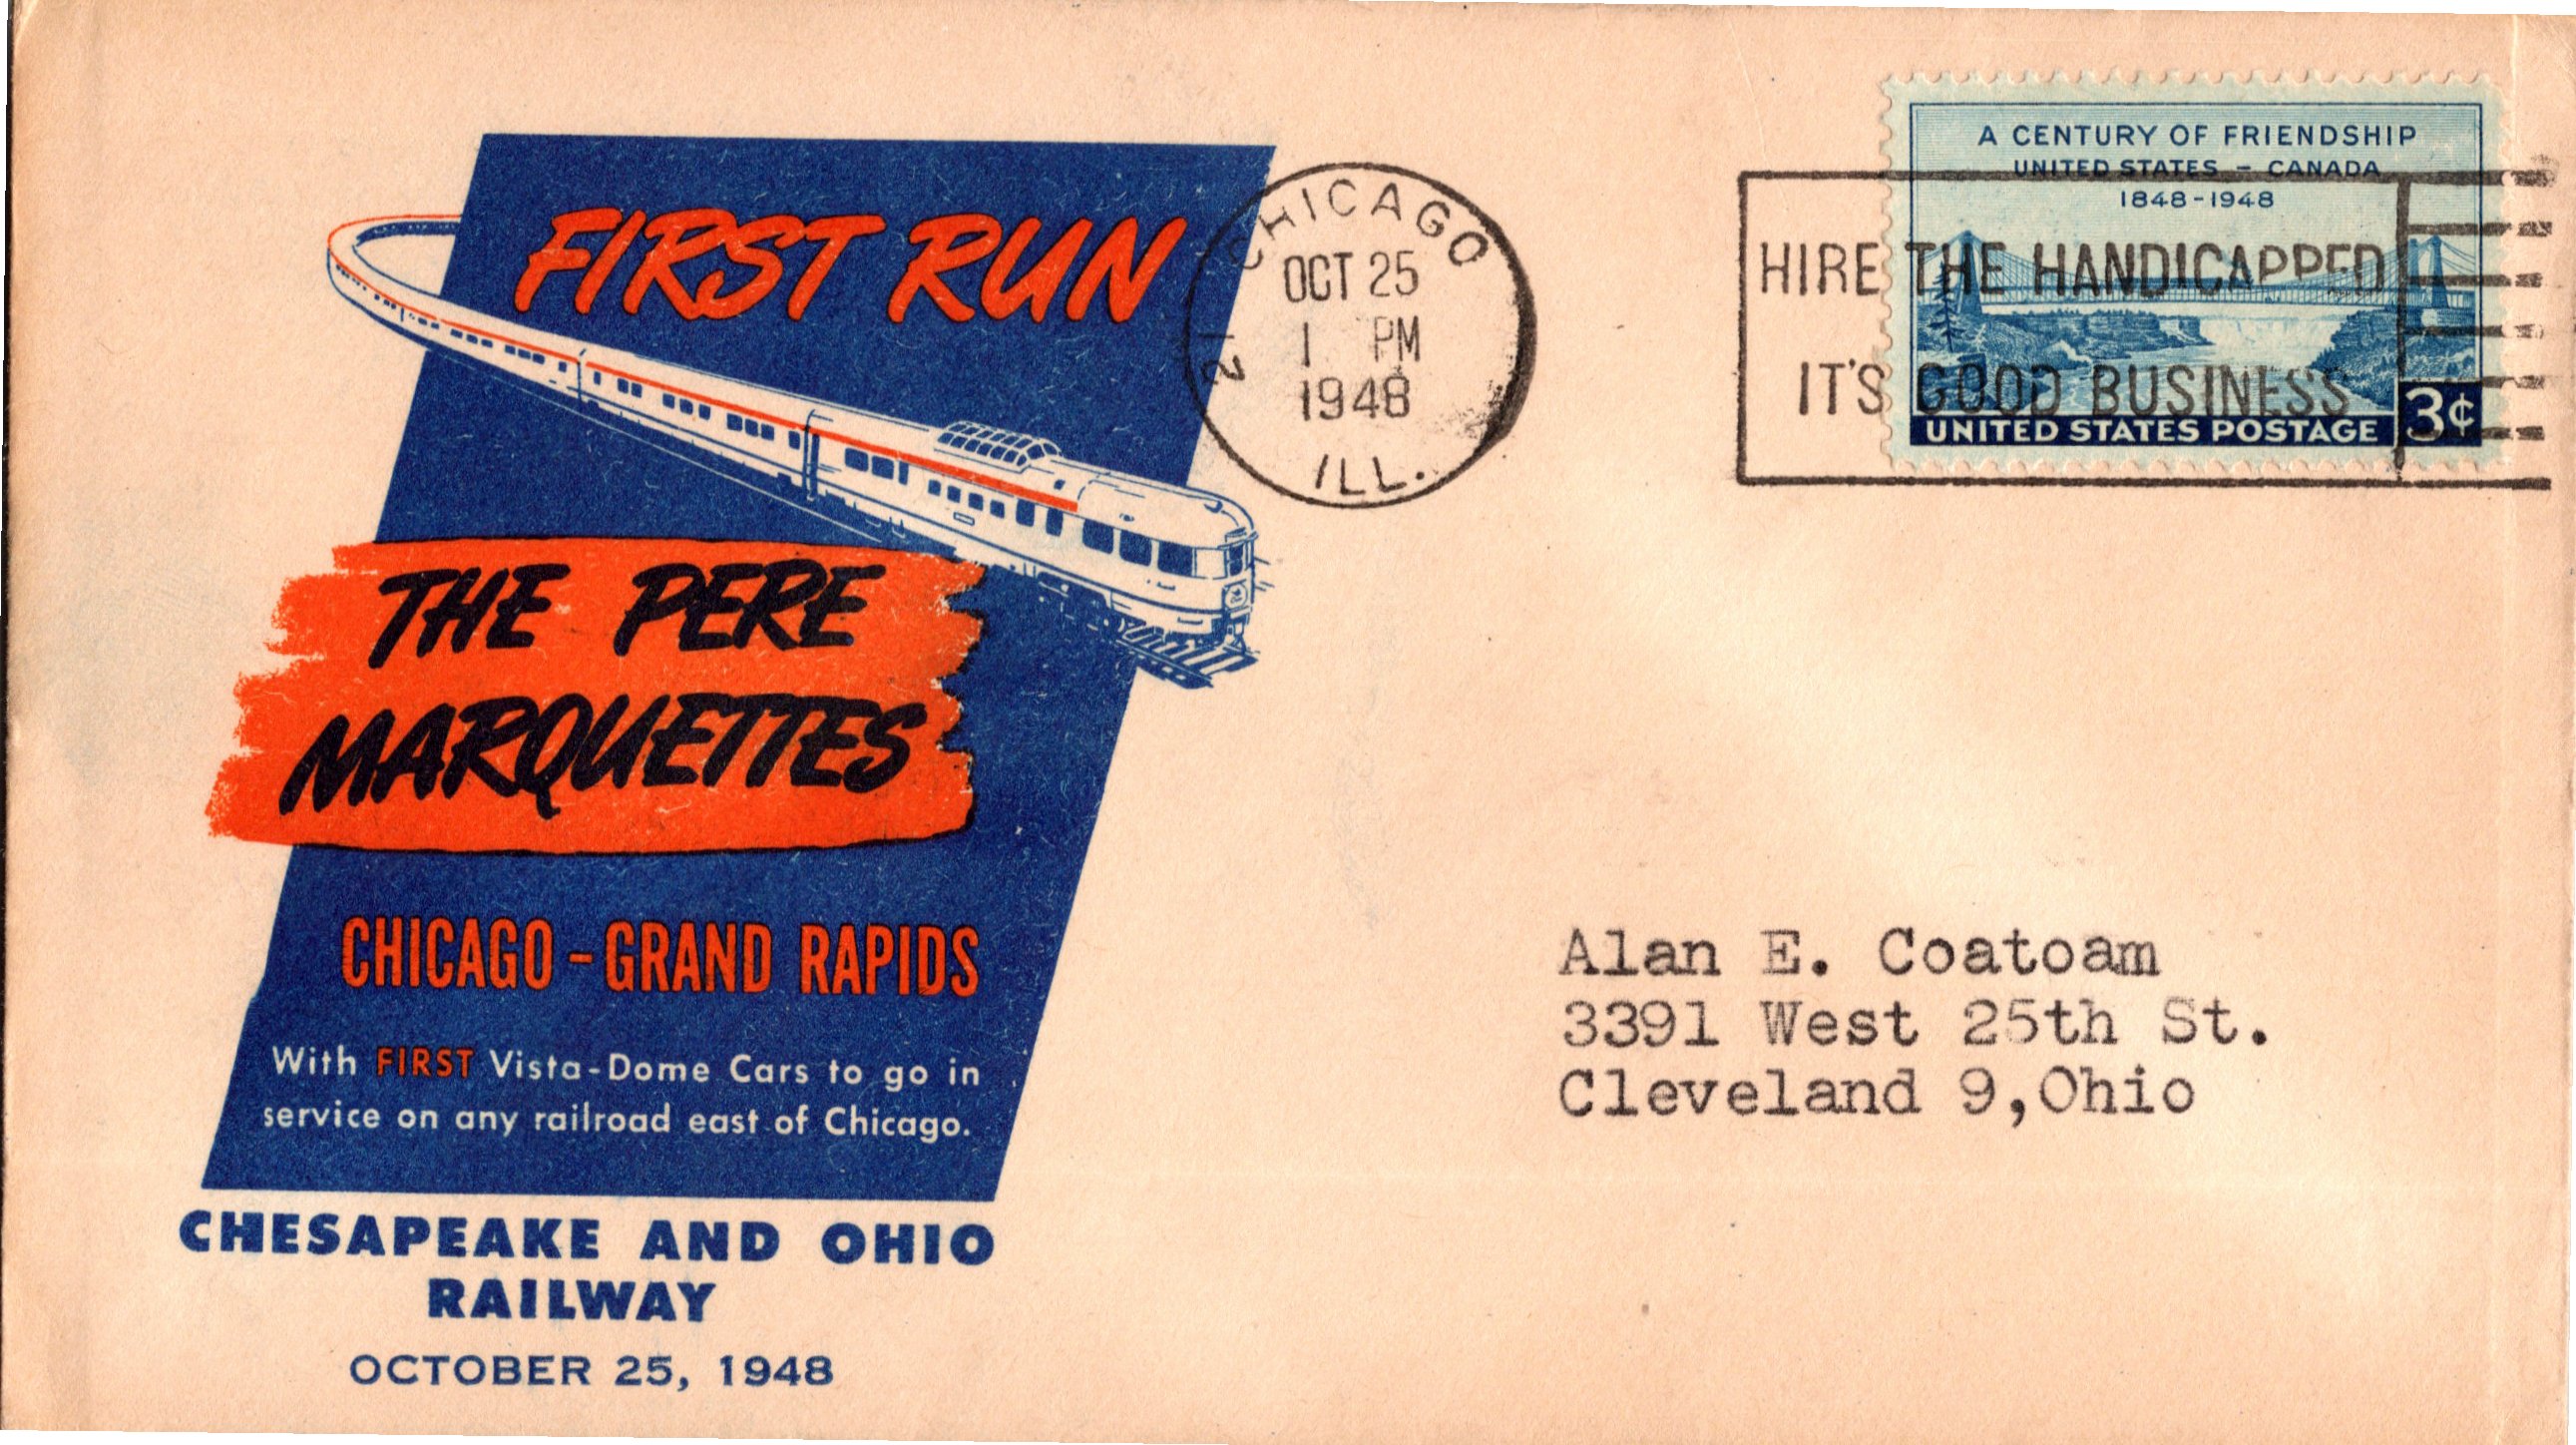 FIRST RUN
THE PERE
MARQUETTES
CHICAGO - GRAND RAPIDS
With FIRST Vista-Dome Cars to go in
service on any railroad east of Chicago.
CHESAPEAKE AND OHIO
RAILWAY
OCTOBER 25, 1948
CHICAGO
12
OCT 25
1 PM
1948
ILL.
HIRE THE HANDICAPPED
IT'S GOOD BUSINESS
A CENTURY OF FRIENDSHIP
UNITED STATES - CANADA
1848-1948
3¢
UNITED STATES POSTAGE
Alan E. Coatoam
3391 West 25th St.
Cleveland 9,Ohio